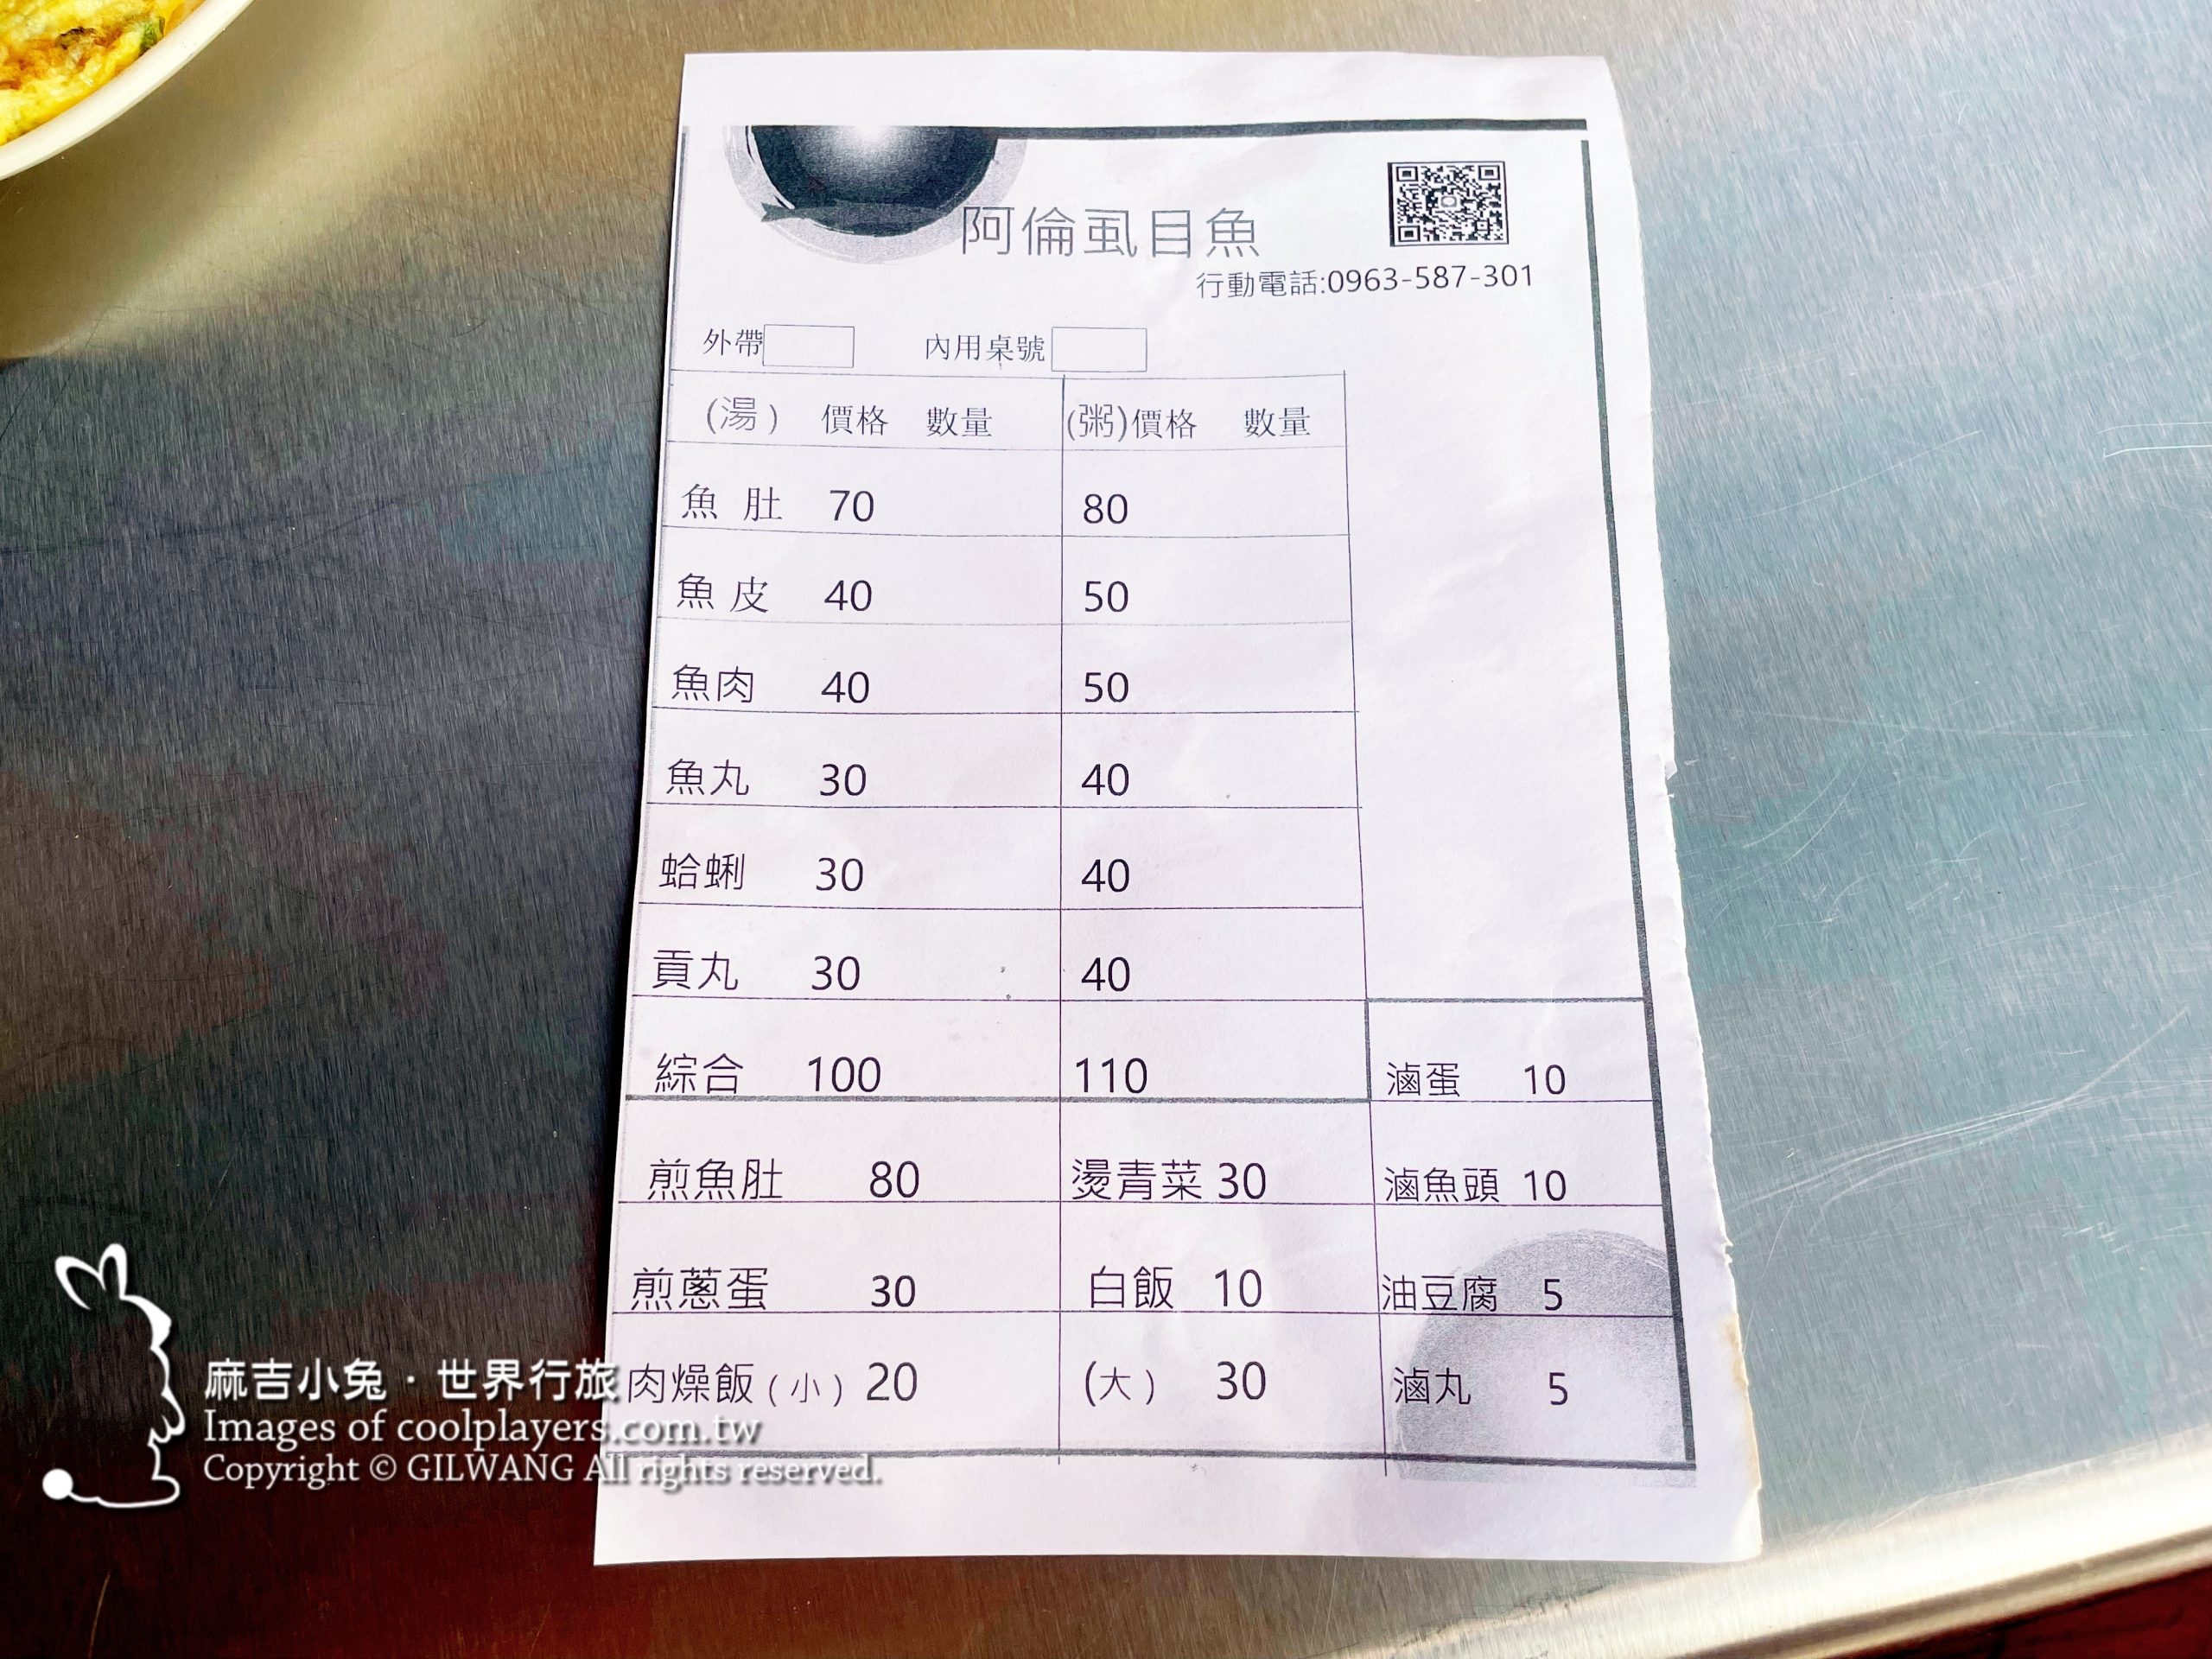 阿倫虱目魚
行動電話:0963-587-301
外帶 內用桌號
(湯) 價格 數量 (粥)價格 數量
魚 肚 70 80
魚 皮 40 50
魚肉 40 50
魚丸 30 40
蛤蜊 30 40
貢丸 30 40
綜合 100 110 滷蛋 10
煎魚肚 80 燙青菜 30 滷魚頭 10
煎蔥蛋 30 白飯 10 油豆腐 5
肉燥飯(小) 20 (大) 30 滷丸 5
麻吉小兔·世界行旅
Images of coolplayers.com.tw
Copyright © GILWANG All rights reserved.